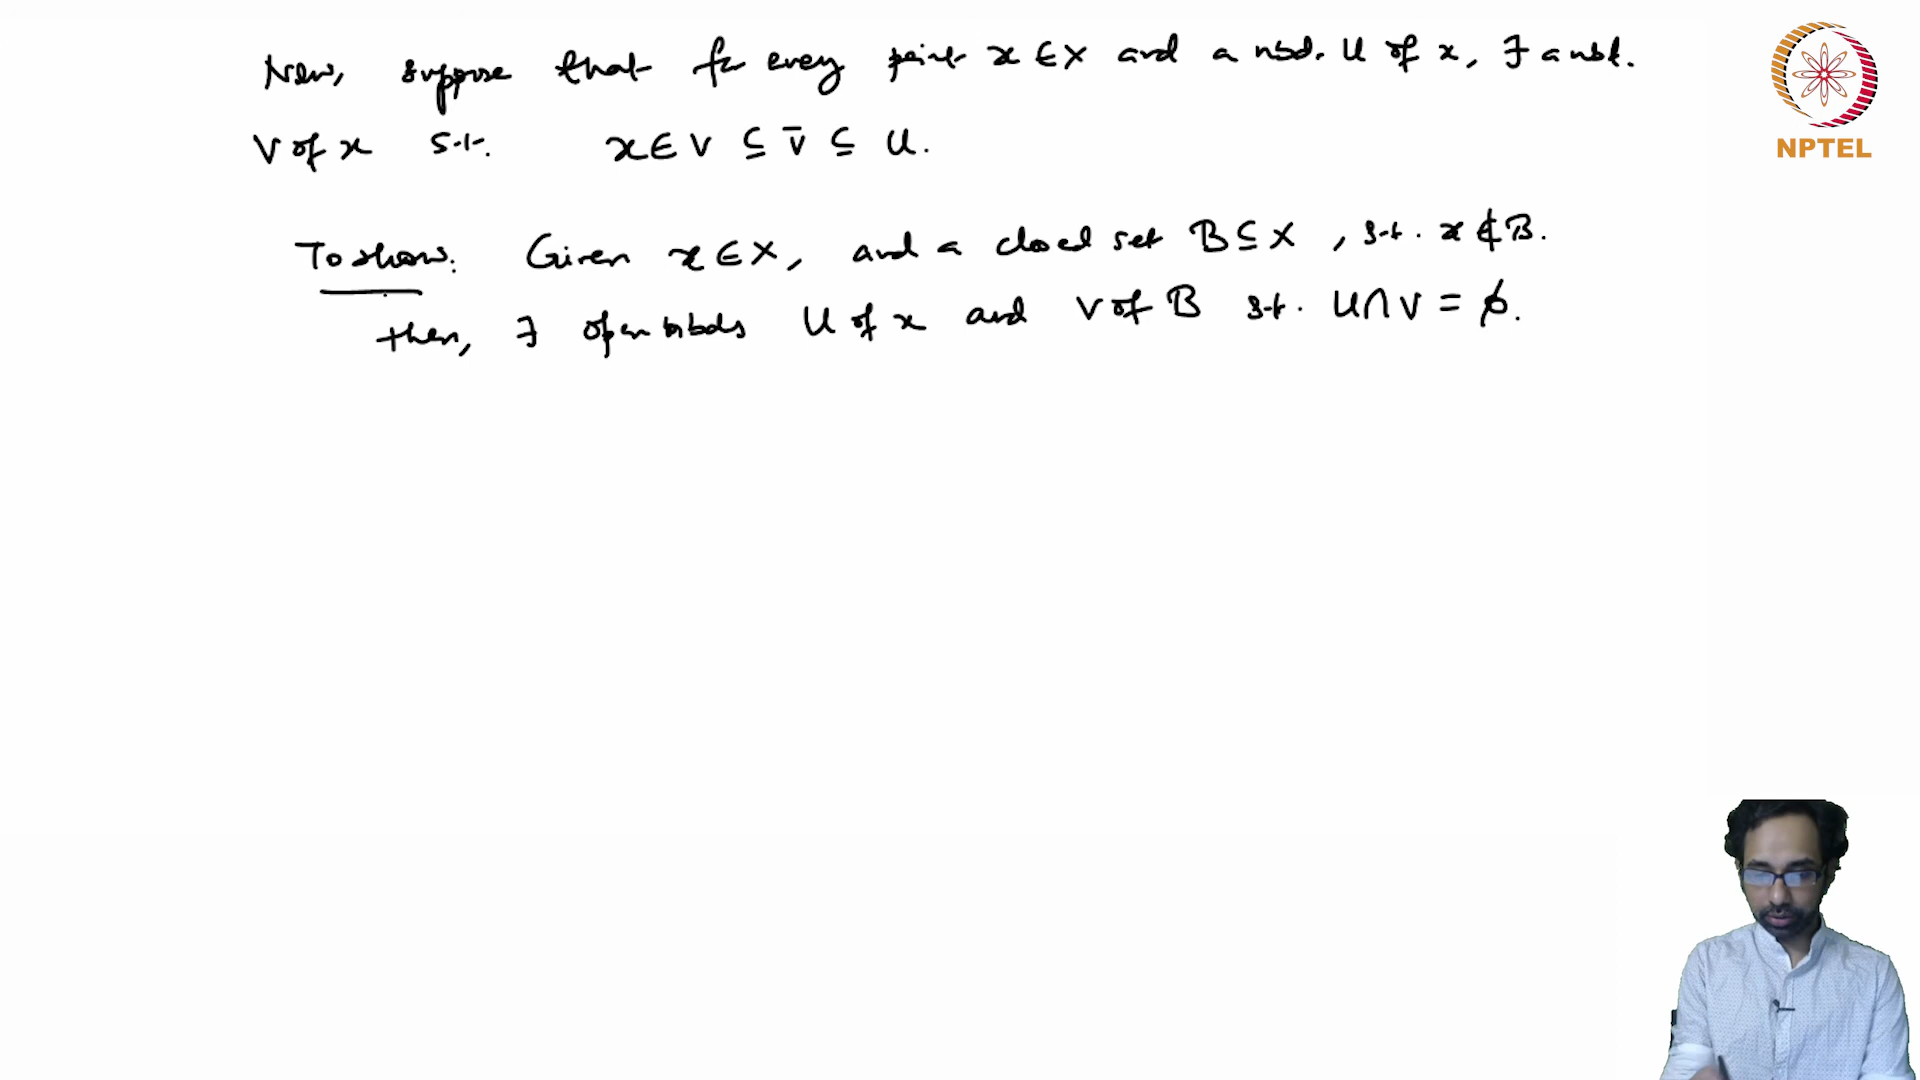 Now, suppose that for every point x ∈ X and a nbd. U of x, ∃ a nbd.
V of x s.t. x ∈ V ⊆ V̄ ⊆ U.
To show: Given x ∈ X, and a closed set B ⊆ X, s.t. x ∉ B.
then, ∃ open nbds U of x and V of B s.t. U ∩ V = ϕ.
NPTEL